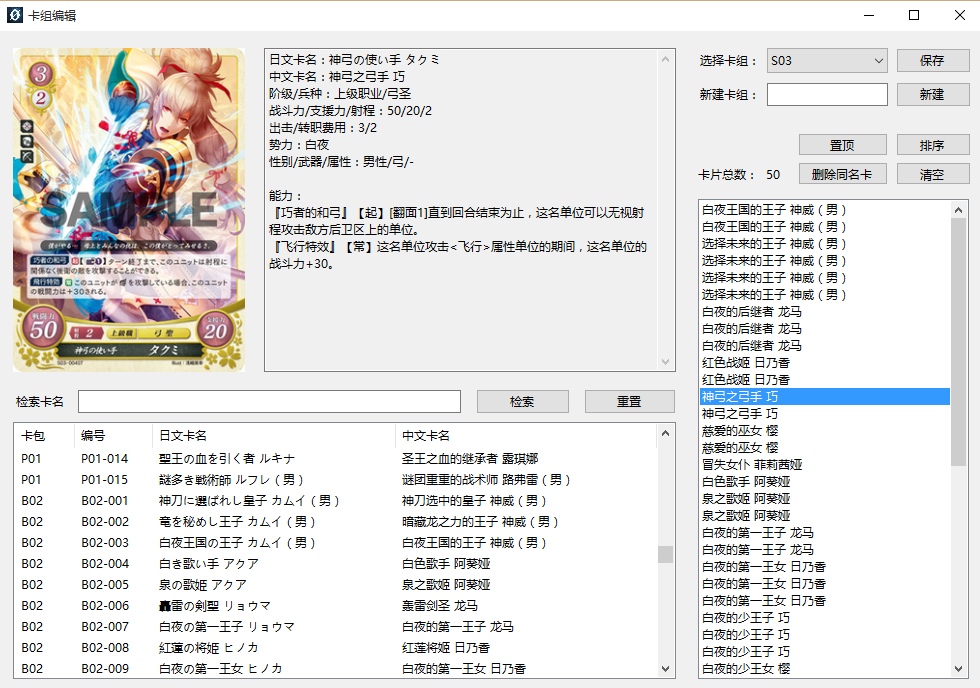 卡组编辑
3
2
SAMPLE
僕がやる…白夜とみんなの仇は、この僕がとってみせるさ。
巧者の和弓 起 【翻1】ターン終了まで、このユニットは射程に
関係なく後衛の敵を攻撃することができる。
飛行特効 常 このユニットが を攻撃している場合、このユニット
の戦闘力は+30される。
戦闘力
50
射程 2
上級職
弓聖
支援力
20
神弓の使い手 タクミ
S03-004ST
日文卡名：神弓の使い手 タクミ
中文卡名：神弓之弓手 巧
阶级/兵种：上级职业/弓圣
战斗力/支援力/射程：50/20/2
出击/转职费用：3/2
势力：白夜
性别/武器/属性：男性/弓/-
能力：
『巧者的和弓』【起】[翻面1]直到回合结束为止，这名单位可以无视射
程攻击敌方后卫区上的单位。
『飞行特效』【常】这名单位攻击<飞行>属性单位的期间，这名单位的
战斗力+30。
选择卡组：
S03
保存
新建卡组：
新建
置顶
排序
卡片总数：
50
删除同名卡
清空
白夜王国的王子 神威（男）
白夜王国的王子 神威（男）
选择未来的王子 神威（男）
选择未来的王子 神威（男）
选择未来的王子 神威（男）
选择未来的王子 神威（男）
白夜的后继者 龙马
白夜的后继者 龙马
白夜的后继者 龙马
红色战姬 日乃香
红色战姬 日乃香
神弓之弓手 巧
神弓之弓手 巧
慈爱的巫女 樱
慈爱的巫女 樱
冒失女仆 菲莉茜娅
白色歌手 阿葵娅
泉之歌姬 阿葵娅
泉之歌姬 阿葵娅
白夜的第一王子 龙马
白夜的第一王子 龙马
白夜的第一王女 日乃香
白夜的第一王女 日乃香
白夜的第一王女 日乃香
白夜的少王子 巧
白夜的少王子 巧
白夜的少王子 巧
白夜的少王女 樱
检索卡名
检索
重置
卡包 编号 日文卡名 中文卡名
P01 P01-014 聖王の血を引く者 ルキナ 圣王之血的继承者 露琪娜
P01 P01-015 謎多き戦術師 ルフレ（男） 谜团重重的战术师 路弗雷（男）
B02 B02-001 神刀に選ばれし皇子 カムイ（男） 神刀选中的皇子 神威（男）
B02 B02-002 竜を秘めし王子 カムイ（男） 暗藏龙之力的王子 神威（男）
B02 B02-003 白夜王国の王子 カムイ（男） 白夜王国的王子 神威（男）
B02 B02-004 白き歌い手 アクア 白色歌手 阿葵娅
B02 B02-005 泉の歌姫 アクア 泉之歌姬 阿葵娅
B02 B02-006 轟雷の剣聖 リョウマ 轰雷剑圣 龙马
B02 B02-007 白夜の第一王子 リョウマ 白夜的第一王子 龙马
B02 B02-008 紅蓮の将姫 ヒノカ 红莲将姬 日乃香
B02 B02-009 白夜の第一王女 ヒノカ 白夜的第一王女 日乃香